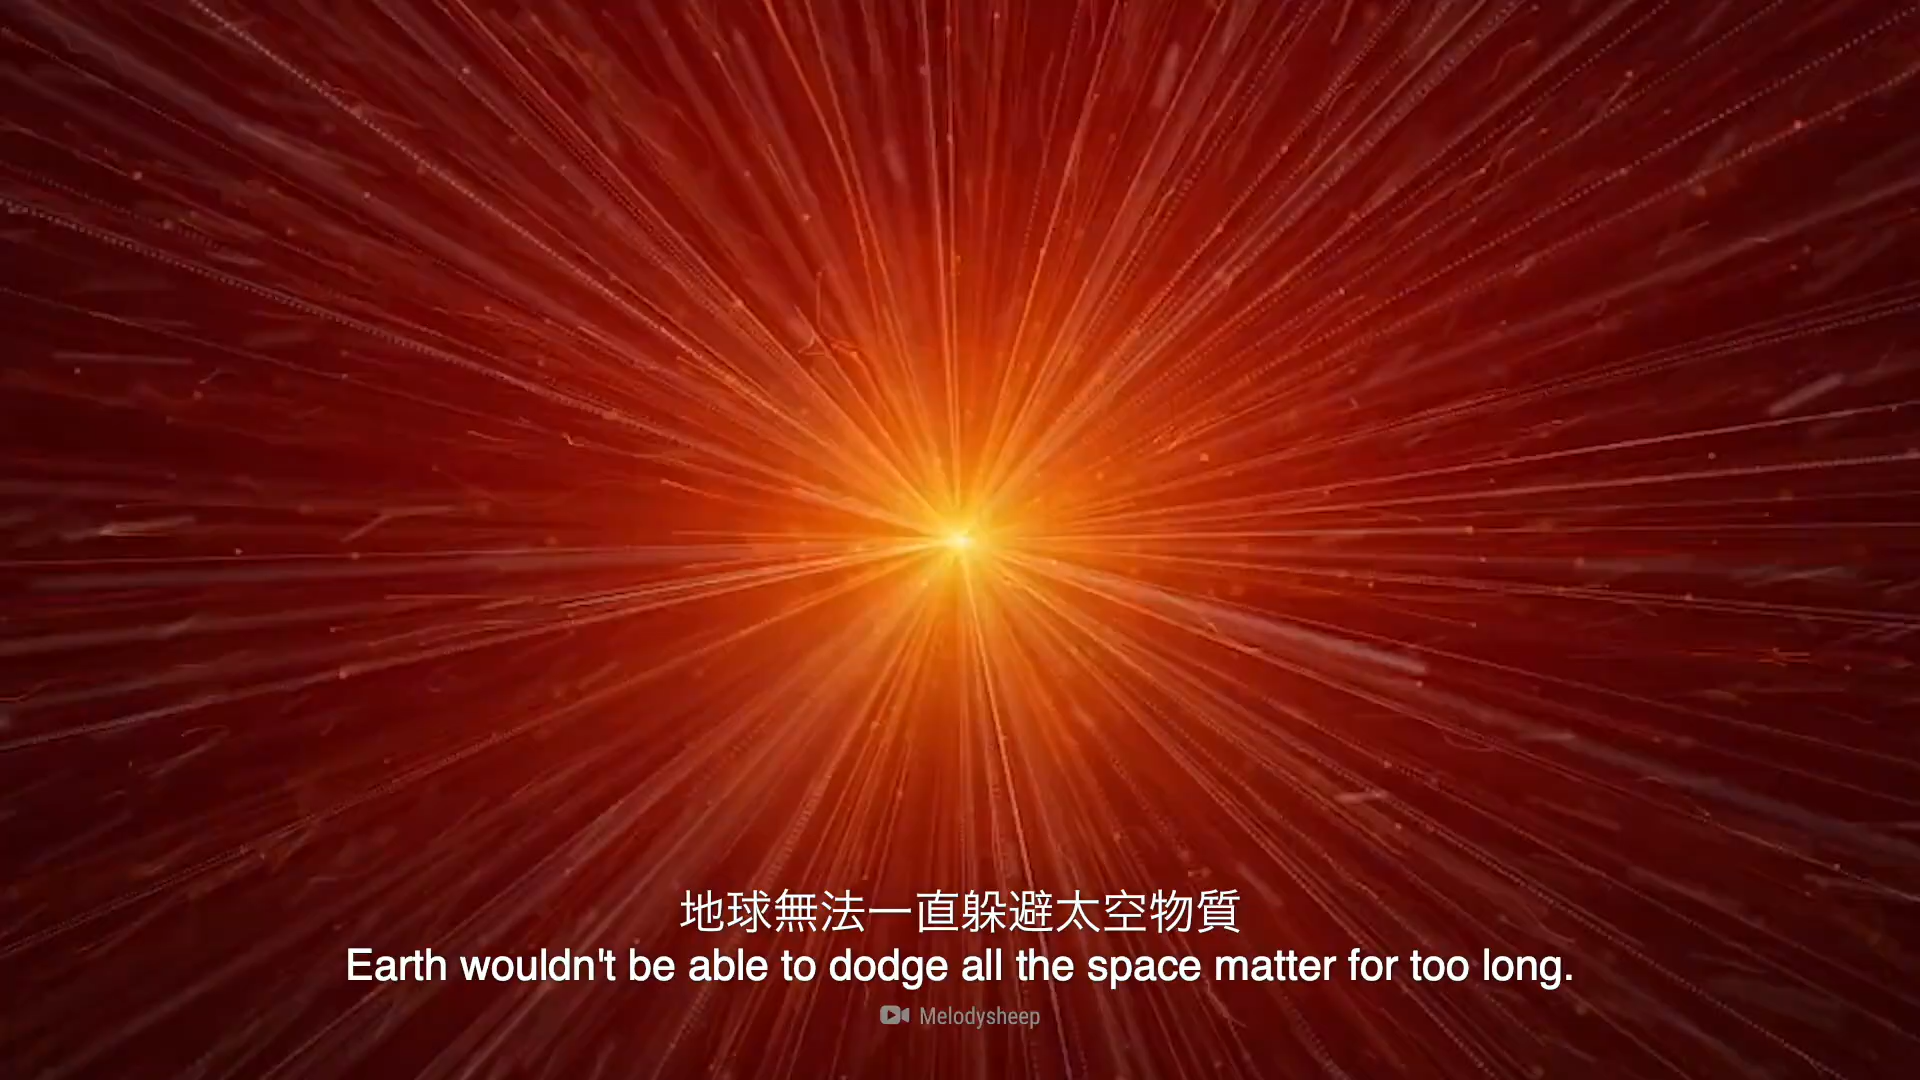 地球無法一直躲避太空物質
Earth wouldn't be able to dodge all the space matter for too long.
Melodysheep